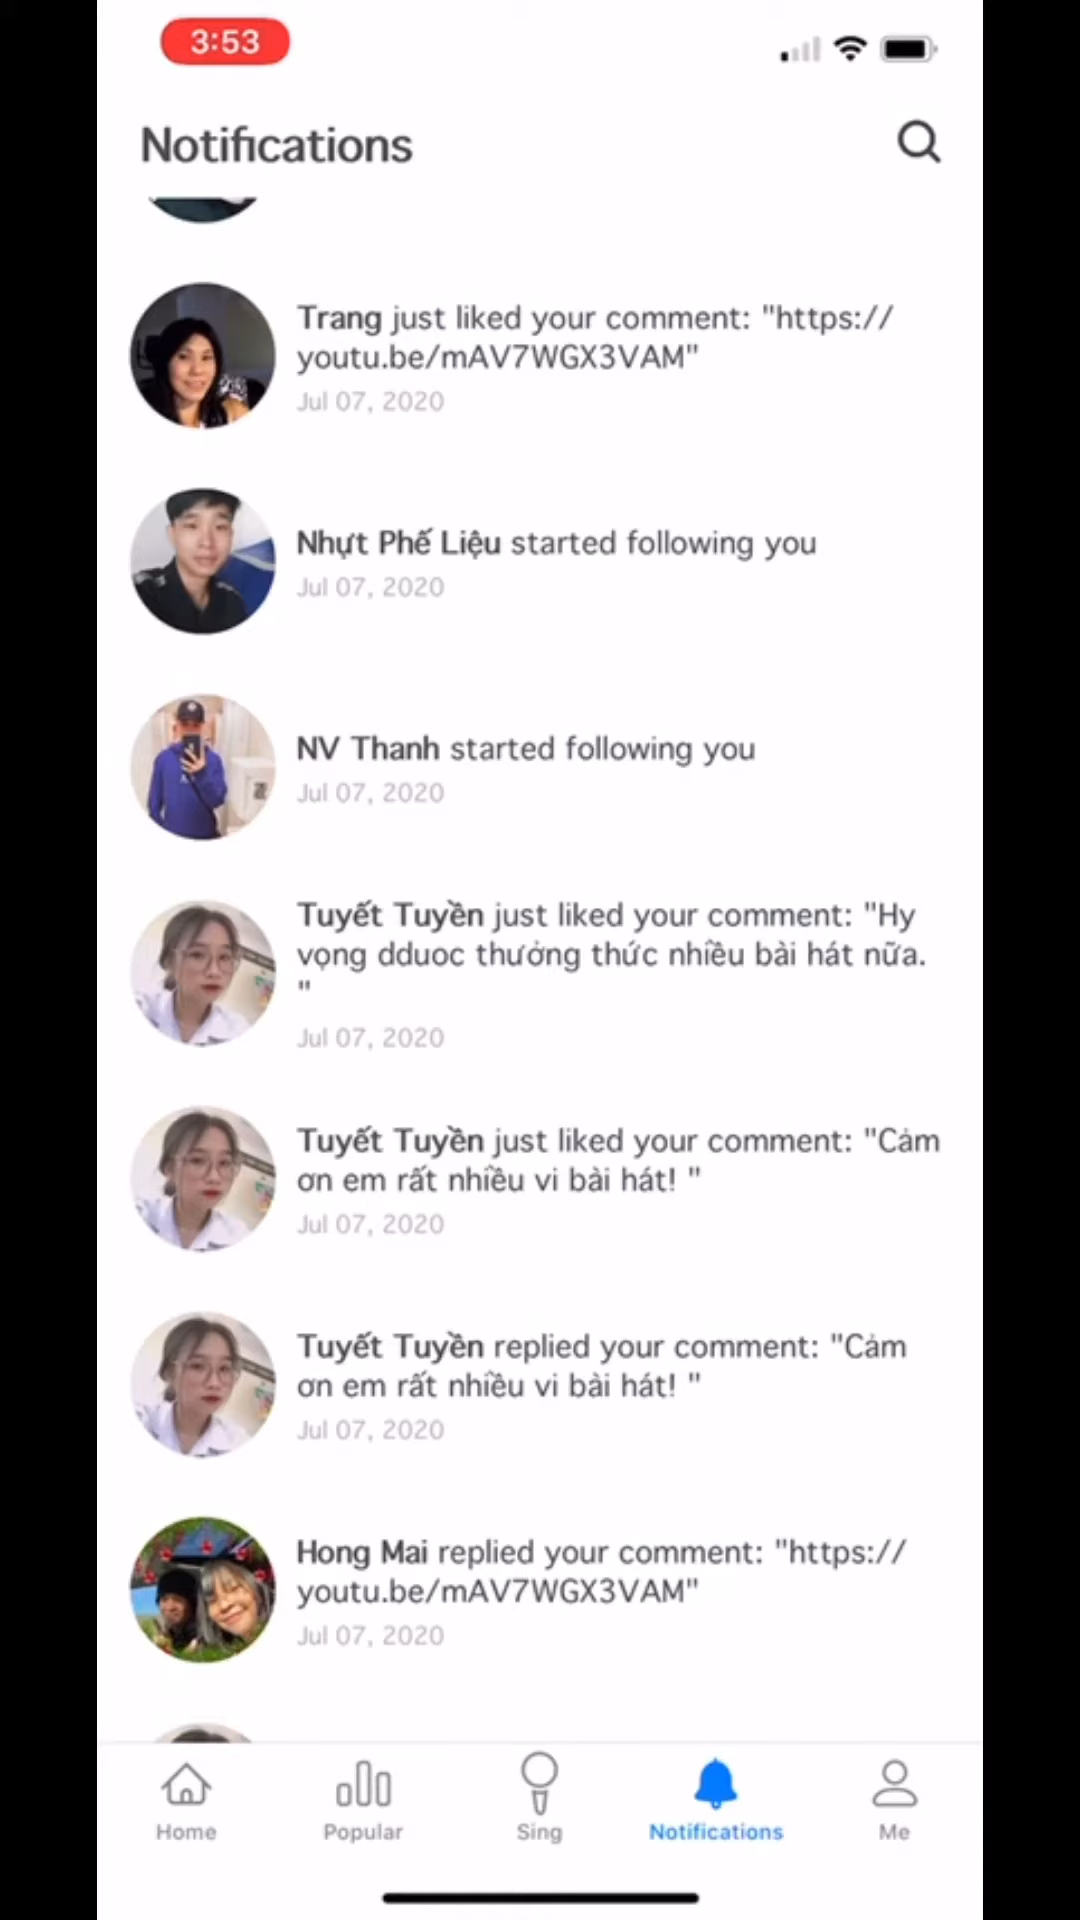 3:53
Notifications
Trang just liked your comment: "https://
youtu.be/mAV7WGX3VAM"
Jul 07, 2020
Nhựt Phế Liệu started following you
Jul 07, 2020
NV Thanh started following you
Jul 07, 2020
Tuyết Tuyền just liked your comment: "Hy
vọng dduoc thưởng thức nhiều bài hát nữa.
"
Jul 07, 2020
Tuyết Tuyền just liked your comment: "Cảm
ơn em rất nhiều vi bài hát! "
Jul 07, 2020
Tuyết Tuyền replied your comment: "Cảm
ơn em rất nhiều vi bài hát! "
Jul 07, 2020
Hong Mai replied your comment: "https://
youtu.be/mAV7WGX3VAM"
Jul 07, 2020
Home
Popular
Sing
Notifications
Me